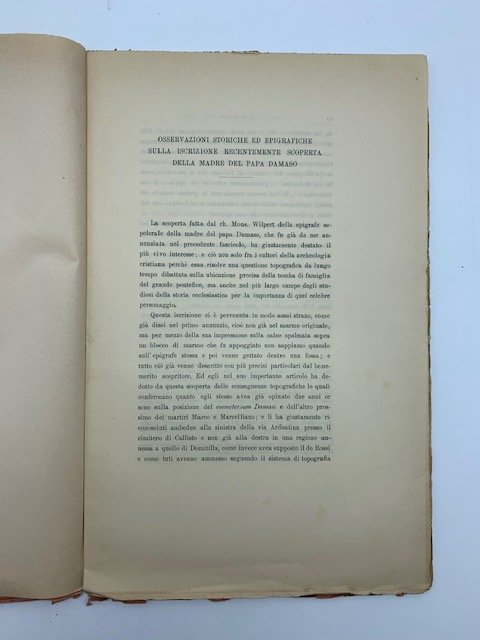 OSSERVAZIONI STORICHE ED EPIGRAFICHE
SULLA ISCRIZIONE RECENTEMENTE SCOPERTA
DELLA MADRE DEL PAPA DAMASO
La scoperta fatta dal ch. Mons. Wilpert della epigrafe se-
polcrale della madre del papa Damaso, che fu già da me an-
nunziata nel precedente fascicolo, ha giustamente destato il
più vivo interesse; e ciò non solo fra i cultori della archeologia
cristiana perchè essa risolve una questione topografica da lungo
tempo dibattuta sulla ubicazione precisa della tomba di famiglia
del grande pontefice, ma anche nel più largo campo degli stu-
diosi della storia ecclesiastica per la importanza di quel celebre
personaggio.
Questa iscrizione ci è pervenuta in modo assai strano, come
già dissi nel primo annunzio, cioè non già nel marmo originale,
ma per mezzo della sua impressione sulla calce spalmata sopra
un blocco di marmo che fu appoggiato non sappiamo quando
sull'epigrafe stessa e poi venne gettato dentro una fossa; e
tutto ciò già venne descritto con più precisi particolari dal bene-
merito scopritore. Ed egli nel suo importante articolo ha de-
dotto da questa scoperta delle conseguenze topografiche le quali
confermano quanto egli stesso avea già opinato due anni or
sono sulla posizione del coemeterium Damasi e dell'altro pros-
simo dei martiri Marco e Marcelliano; e li ha giustamente ri-
conosciuti ambedue alla sinistra della via Ardeatina presso il
cimitero di Callisto e non già alla destra in una regione an-
nessa a quello di Domitilla, come invece avea supposto il de Rossi
e come tutti aveano ammesso seguendo il sistema di topografia